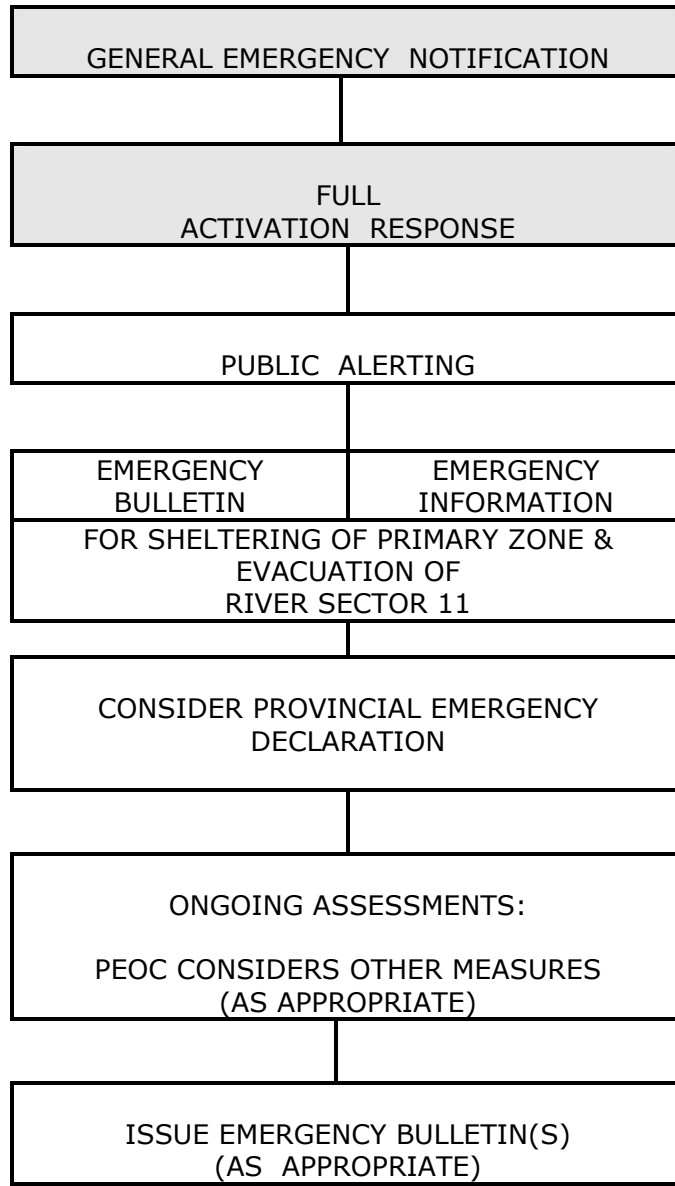 GENERAL EMERGENCY NOTIFICATION
FULL
ACTIVATION RESPONSE
PUBLIC ALERTING
EMERGENCY
BULLETIN
EMERGENCY
INFORMATION
FOR SHELTERING OF PRIMARY ZONE &
EVACUATION OF
RIVER SECTOR 11
CONSIDER PROVINCIAL EMERGENCY
DECLARATION
ONGOING ASSESSMENTS:
PEOC CONSIDERS OTHER MEASURES
(AS APPROPRIATE)
ISSUE EMERGENCY BULLETIN(S)
(AS APPROPRIATE)